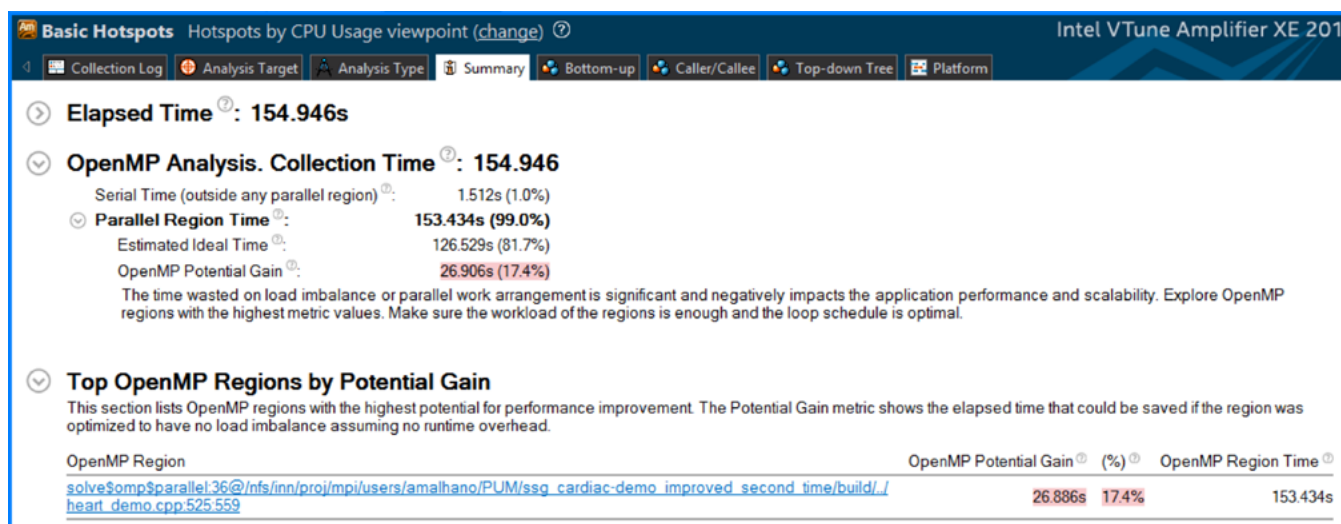 Basic Hotspots Hotspots by CPU Usage viewpoint (change) ? Intel VTune Amplifier XE 201
Collection Log Analysis Target Analysis Type Summary Bottom-up Caller/Callee Top-down Tree Platform
Elapsed Time ?: 154.946s
OpenMP Analysis. Collection Time ?: 154.946
Serial Time (outside any parallel region) ?: 1.512s (1.0%)
Parallel Region Time ?: 153.434s (99.0%)
Estimated Ideal Time ?: 126.529s (81.7%)
OpenMP Potential Gain ?: 26.906s (17.4%)
The time wasted on load imbalance or parallel work arrangement is significant and negatively impacts the application performance and scalability. Explore OpenMP
regions with the highest metric values. Make sure the workload of the regions is enough and the loop schedule is optimal.
Top OpenMP Regions by Potential Gain
This section lists OpenMP regions with the highest potential for performance improvement. The Potential Gain metric shows the elapsed time that could be saved if the region was
optimized to have no load imbalance assuming no runtime overhead.
OpenMP Region OpenMP Potential Gain ? (%) ? OpenMP Region Time ?
solve$omp$parallel:36@/nfs/inn/proj/mpi/users/amalhano/PUM/ssg_cardiac-demo_improved_second_time/build/../
heart_demo.cpp:525:559 26.886s 17.4% 153.434s